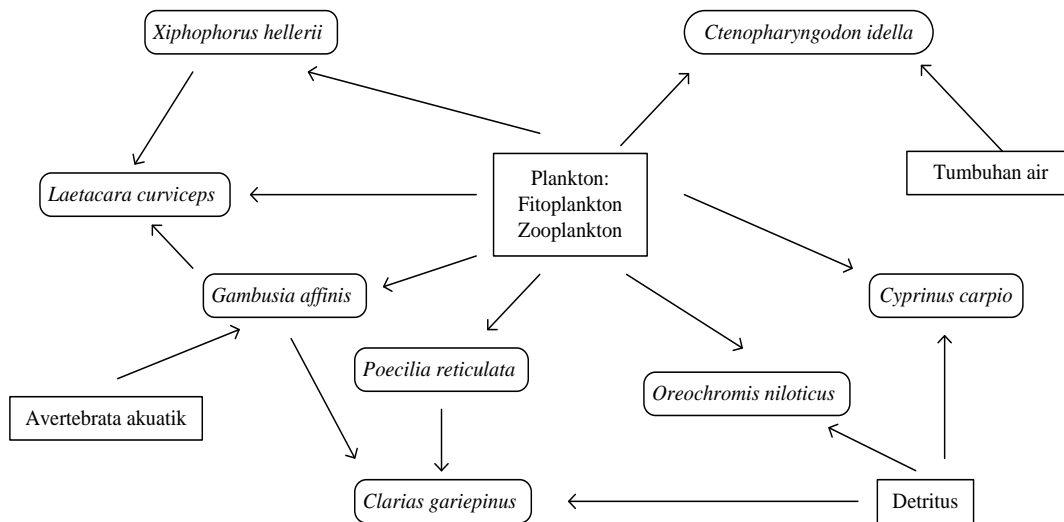 Xiphophorus hellerii
Ctenopharyngodon idella
Plankton:
Fitoplankton
Zooplankton
Tumbuhan air
Laetacara curviceps
Gambusia affinis
Cyprinus carpio
Poecilia reticulata
Oreochromis niloticus
Avertebrata akuatik
Clarias gariepinus
Detritus